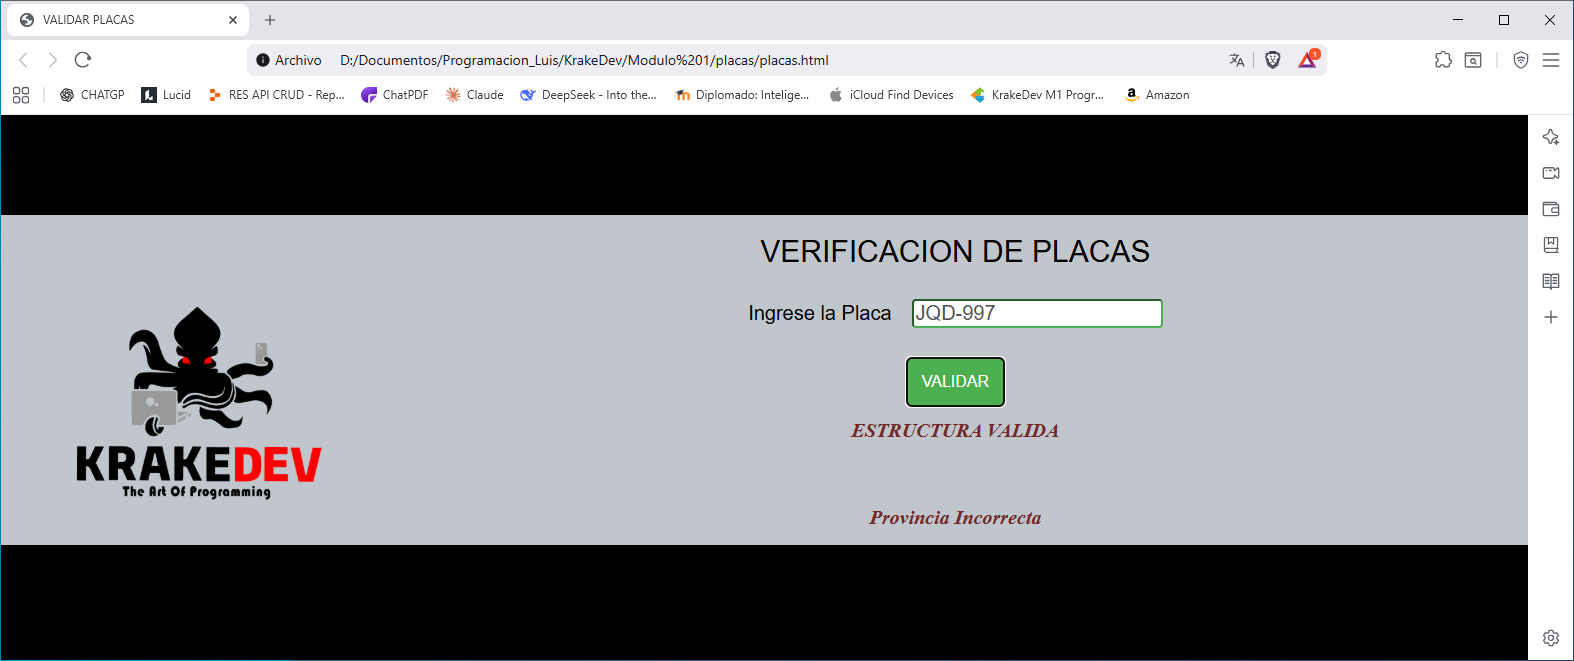 VALIDAR PLACAS
Archivo D:/Documentos/Programacion_Luis/KrakeDev/Modulo%201/placas/placas.html
1
CHATGP Lucid RES API CRUD - Rep... ChatPDF Claude DeepSeek - Into the... Diplomado: Intelige... iCloud Find Devices KrakeDev M1 Progr... Amazon
VERIFICACION DE PLACAS
Ingrese la Placa JQD-997
VALIDAR
ESTRUCTURA VALIDA
KRAKEDEV
The Art Of Programming
Provincia Incorrecta